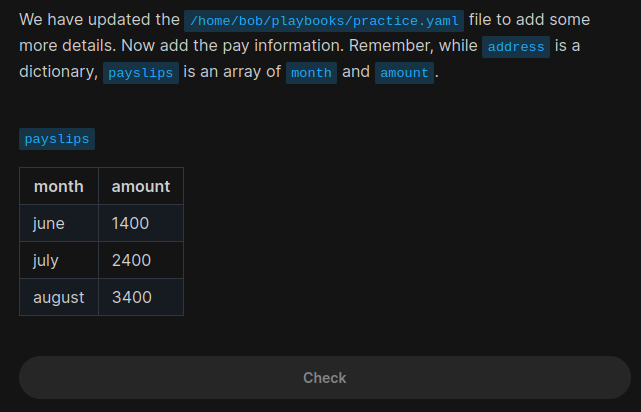 We have updated the /home/bob/playbooks/practice.yaml file to add some
more details. Now add the pay information. Remember, while address is a
dictionary, payslips is an array of month and amount.
payslips
month amount
june 1400
july 2400
august 3400
Check